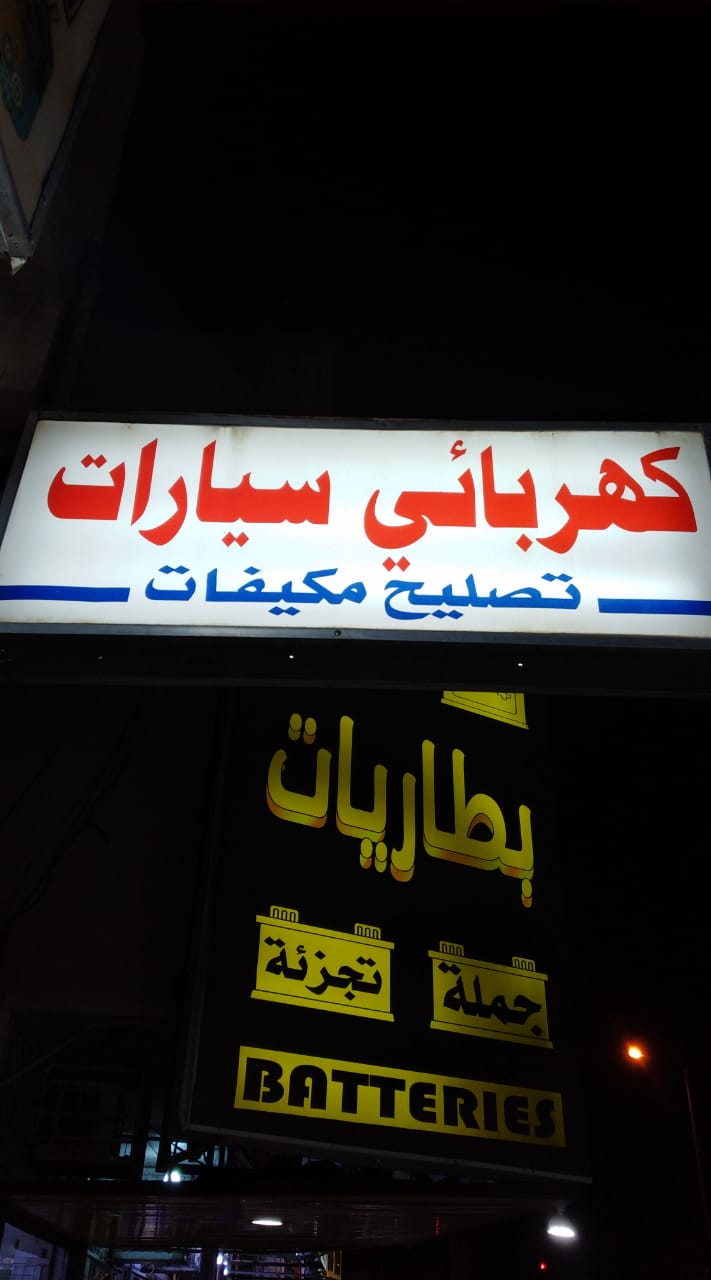 كهربائي سيارات
تصليح مكيفات
بطاريات
جملة تجزئة
BATTERIES